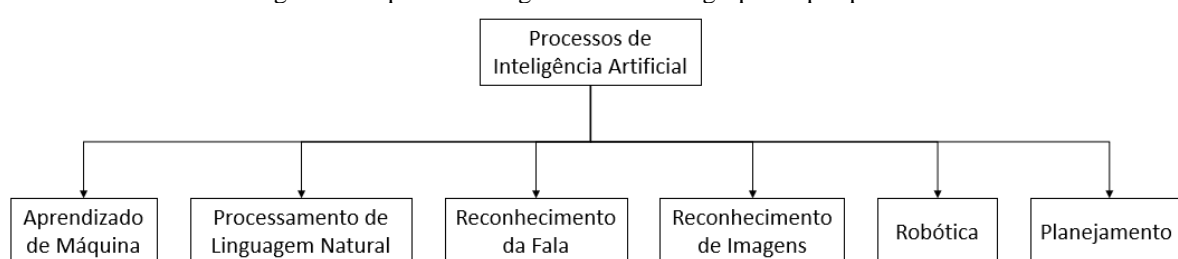 Processos de
Inteligência Artificial
Aprendizado
de Máquina
Processamento de
Linguagem Natural
Reconhecimento
da Fala
Reconhecimento
de Imagens
Robótica
Planejamento